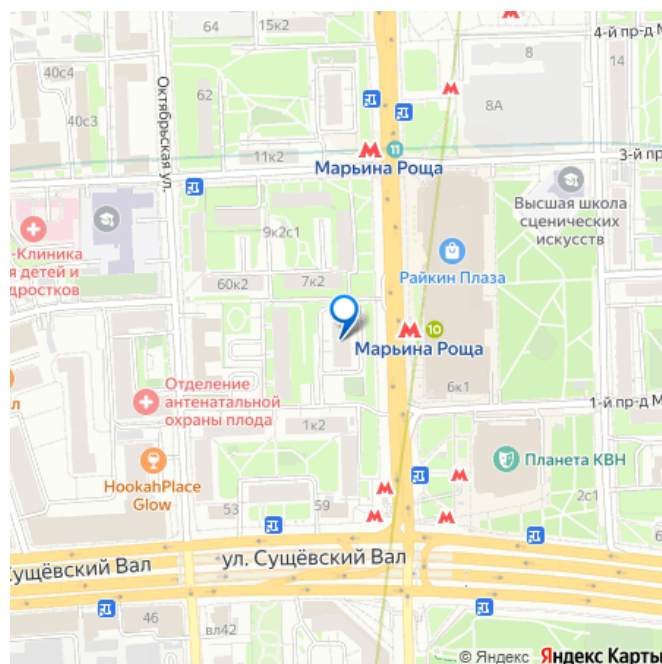 64
15к2
4-й пр-д М
8
14
40с4
62
8А
40с3
Октябрьская ул.
11
11к2
Марьина Роща
3-й пр-д М
Высшая школа
сценических
искусств
-Клиника
я детей и
дростков
9к2с1
Райкин Плаза
60к2
7к2
10
Марьина Роща
6к1
Отделение
антенатальной
охраны плода
л
1к2
1-й пр-д М
Планета КВН
HookahPlace
Glow
53
59
2с1
Сущёвский Вал
ул. Сущёвский Вал
46
вл42
© Яндекс Яндекс Карты